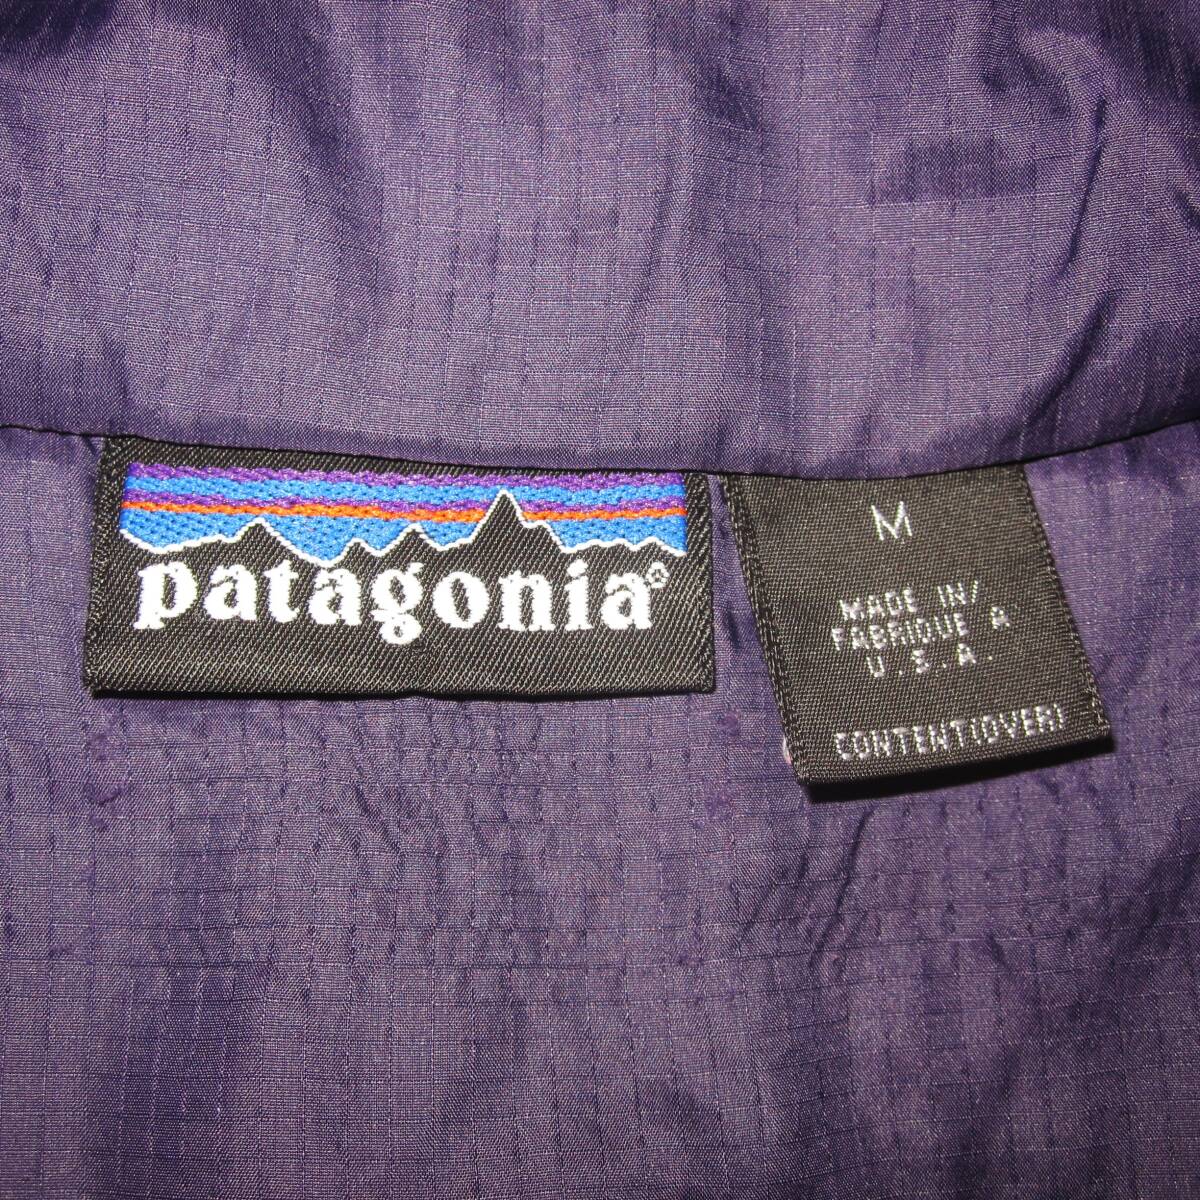 patagonia®
M
MADE IN/
FABRIQUE A
U.S.A.
CONTENT(OVER)